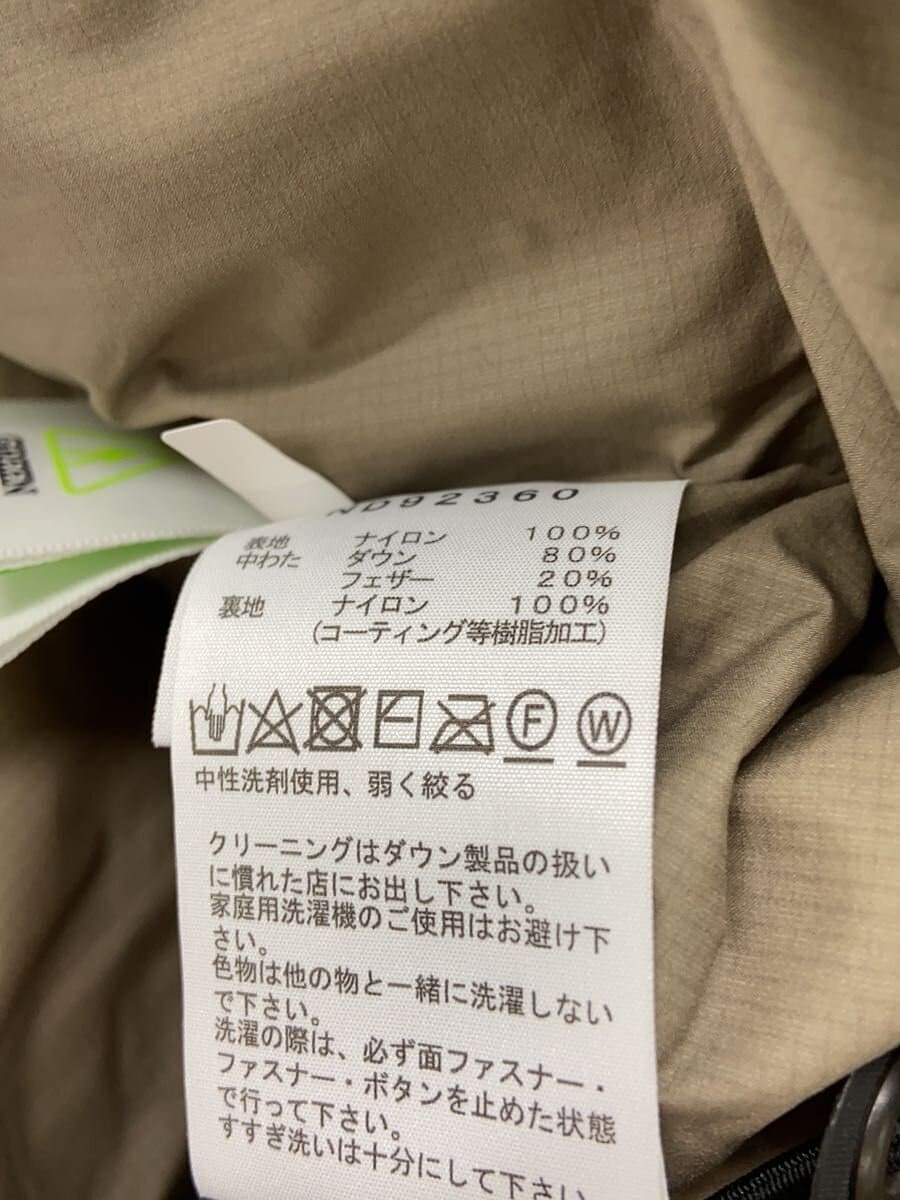 ND92360
表地 ナイロン 100%
中わた ダウン 80%
フェザー 20%
裏地 ナイロン 100%
(コーティング等樹脂加工)
F W
中性洗剤使用、弱く絞る
クリーニングはダウン製品の扱い
に慣れた店にお出し下さい。
家庭用洗濯機のご使用はお避け下
さい。
色物は他の物と一緒に洗濯しない
で下さい。
洗濯の際は、必ず面ファスナー・
ファスナー・ボタンを止めた状態
で行って下さい。
すすぎ洗いは十分にして下さい